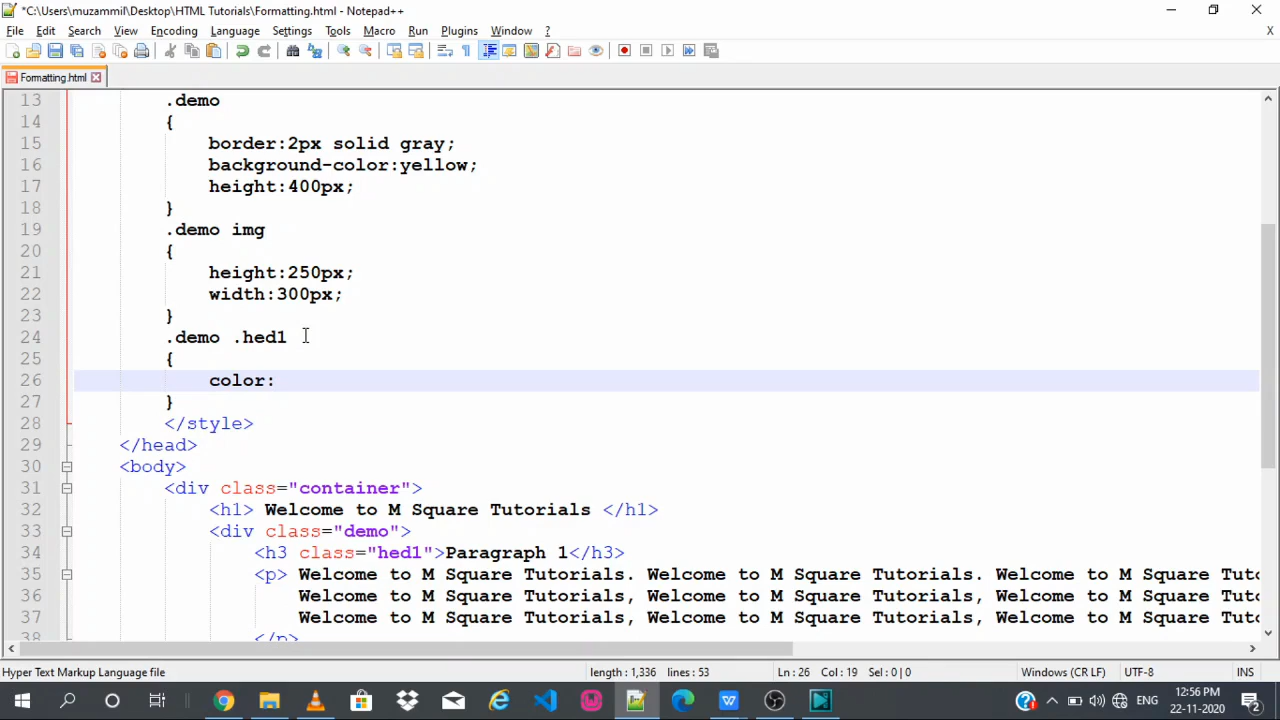 *C:\Users\muzammil\Desktop\HTML Tutorials\Formatting.html - Notepad++
File Edit Search View Encoding Language Settings Tools Macro Run Plugins Window ? X
Formatting.html
13 .demo
14 {
15 border:2px solid gray;
16 background-color:yellow;
17 height:400px;
18 }
19 .demo img
20 {
21 height:250px;
22 width:300px;
23 }
24 .demo .hed1
25 {
26 color:
27 }
28 </style>
29 </head>
30 <body>
31 <div class="container">
32 <h1> Welcome to M Square Tutorials </h1>
33 <div class="demo">
34 <h3 class="hed1">Paragraph 1</h3>
35 <p> Welcome to M Square Tutorials. Welcome to M Square Tutorials. Welcome to M Square Tuto
36 Welcome to M Square Tutorials, Welcome to M Square Tutorials, Welcome to M Square Tuto
37 Welcome to M Square Tutorials, Welcome to M Square Tutorials, Welcome to M Square Tuto
38 </p>
Hyper Text Markup Language file length : 1,336 lines : 53 Ln : 26 Col : 19 Sel : 0 | 0 Windows (CR LF) UTF-8 INS
ENG 12:56 PM
22-11-2020 2